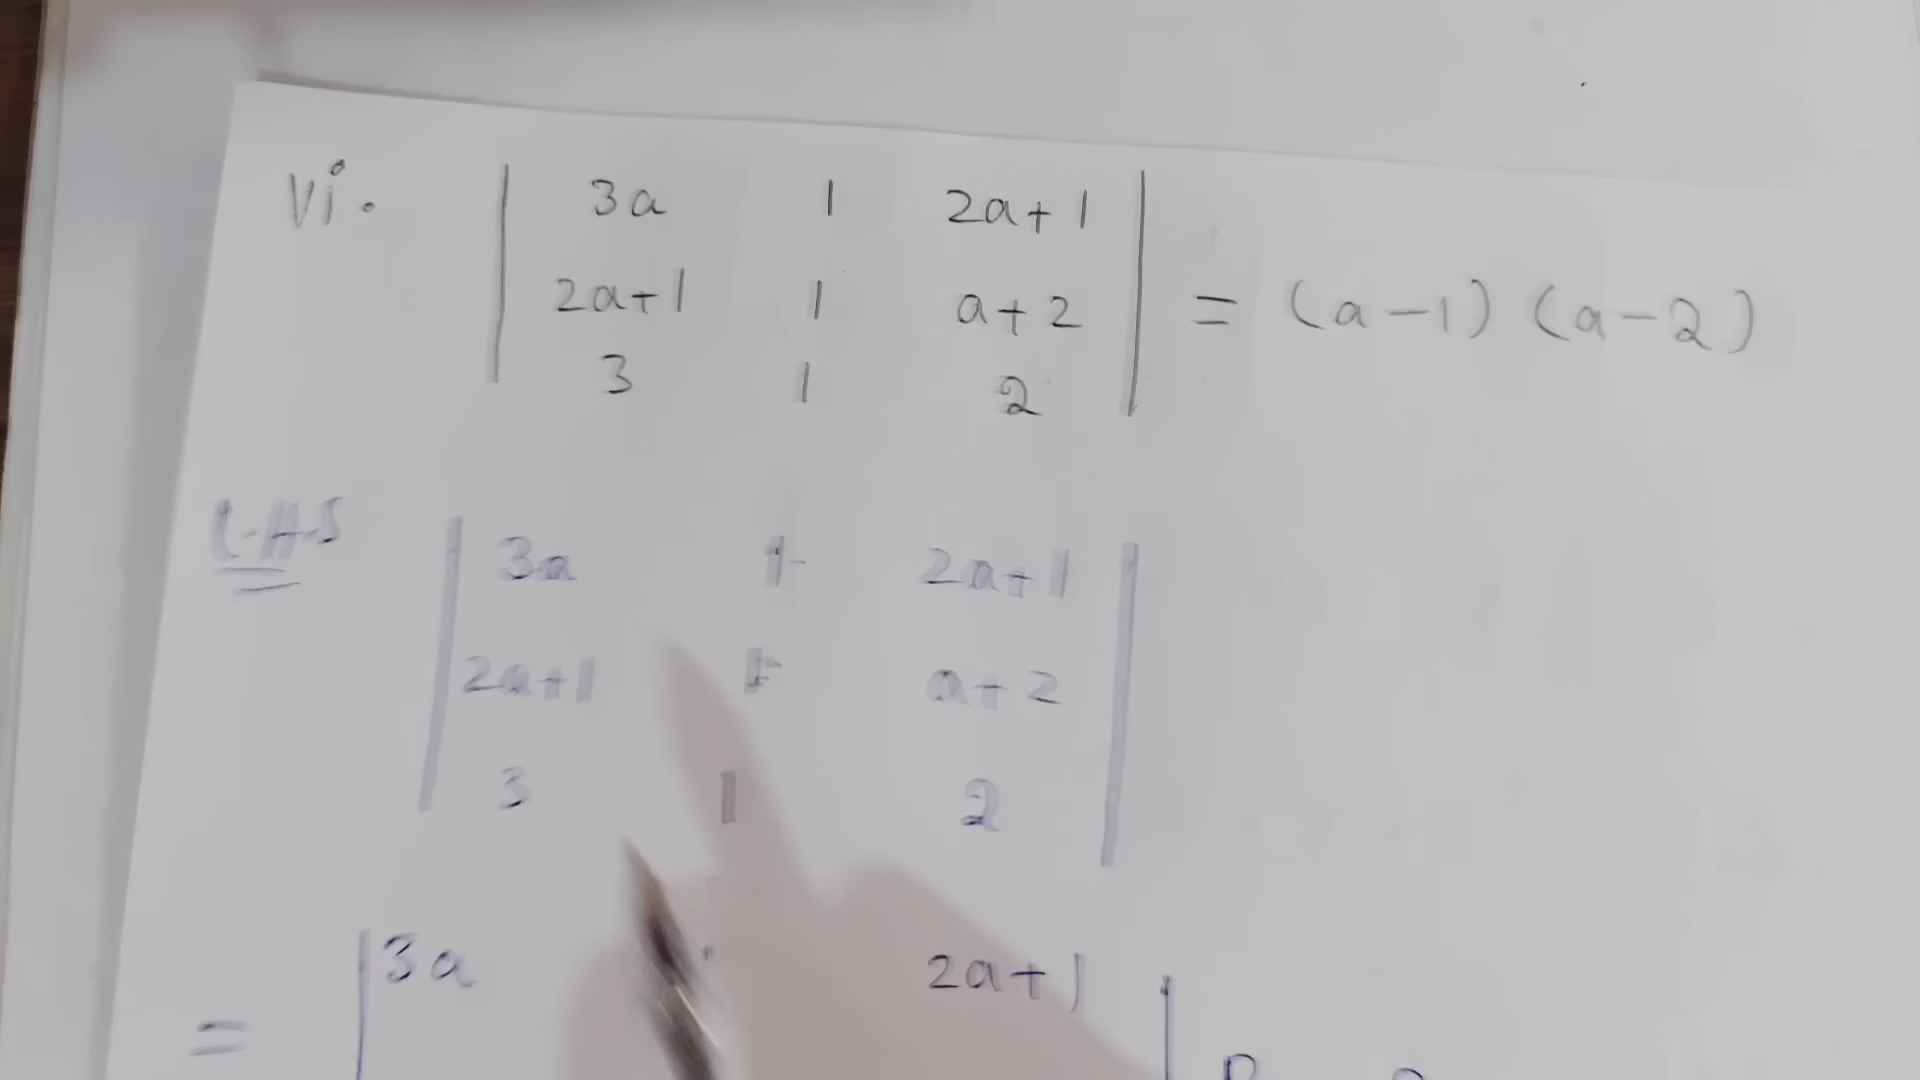 vi. | 3a 1 2a+1 |
| 2a+1 1 a+2 | = (a-1) (a-2)
| 3 1 2 |
L.H.S | 3a 1 2a+1 |
| 2a+1 1 a+2 |
| 3 1 2 |
= | 3a 2a+1 |